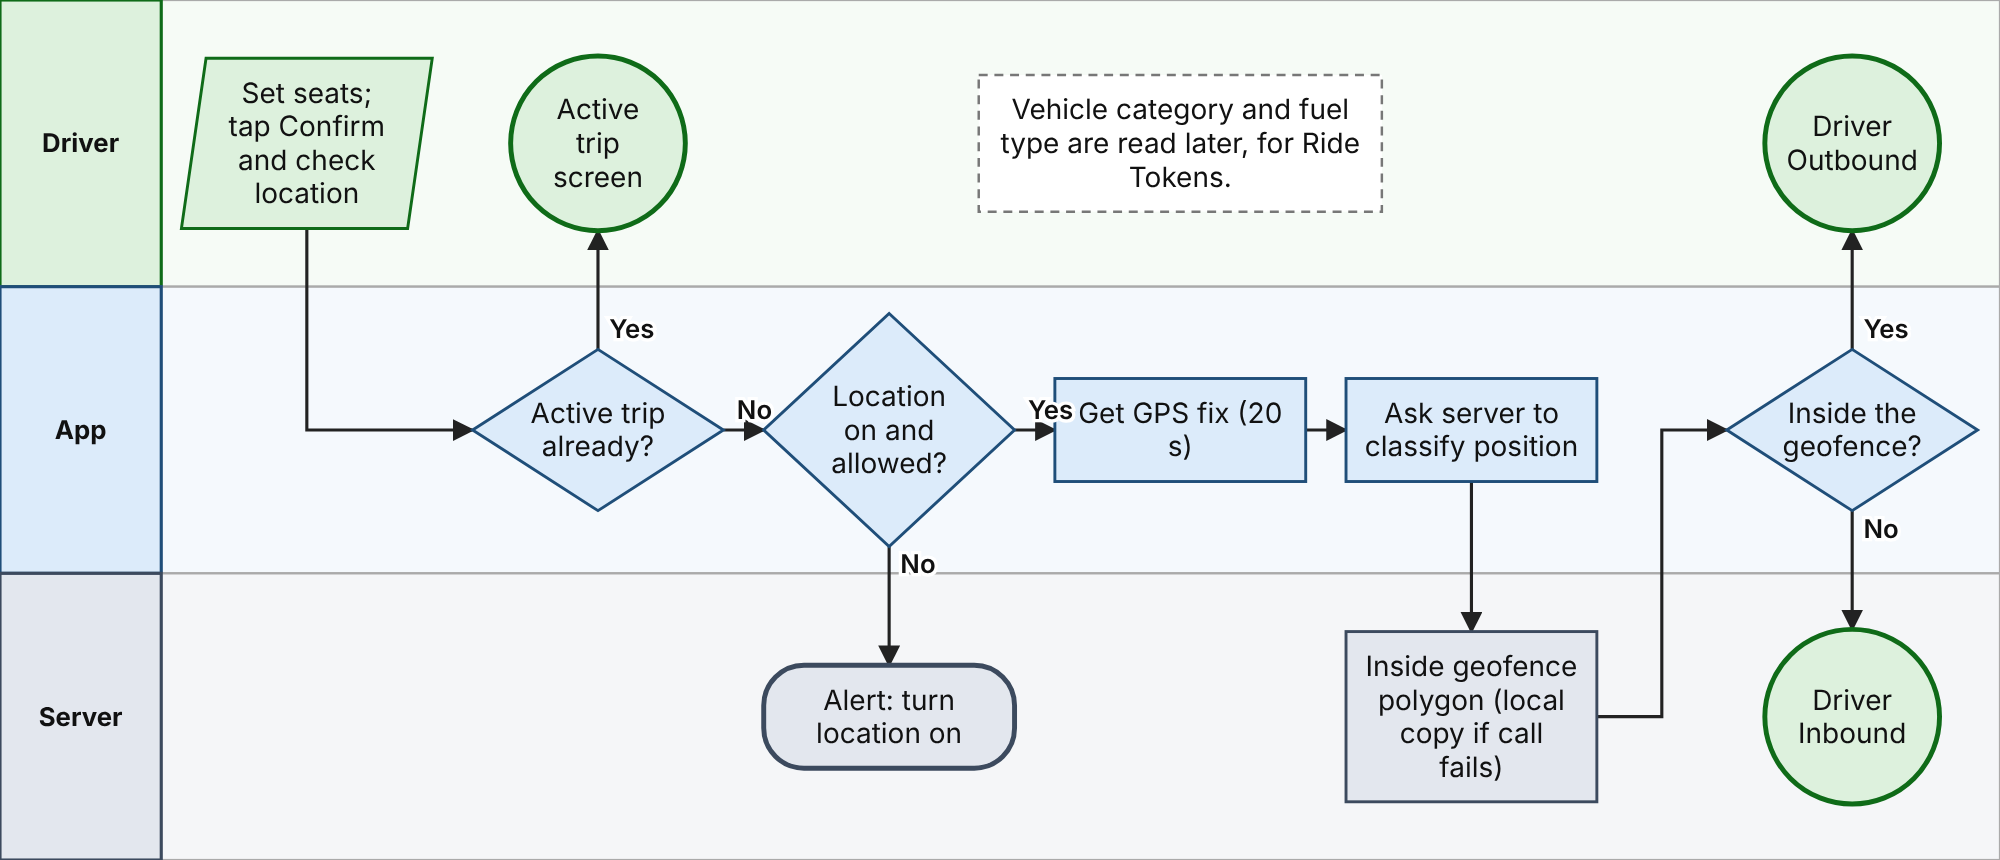 Driver
Set seats;
tap Confirm
and check
location
Active
trip
screen
Vehicle category and fuel
type are read later, for Ride
Tokens.
Driver
Outbound
App
Active trip
already?
Yes
No
Location
on and
allowed?
Yes
No
Get GPS fix (20
s)
Ask server to
classify position
Inside the
geofence?
Yes
No
Server
Alert: turn
location on
Inside geofence
polygon (local
copy if call
fails)
Driver
Inbound